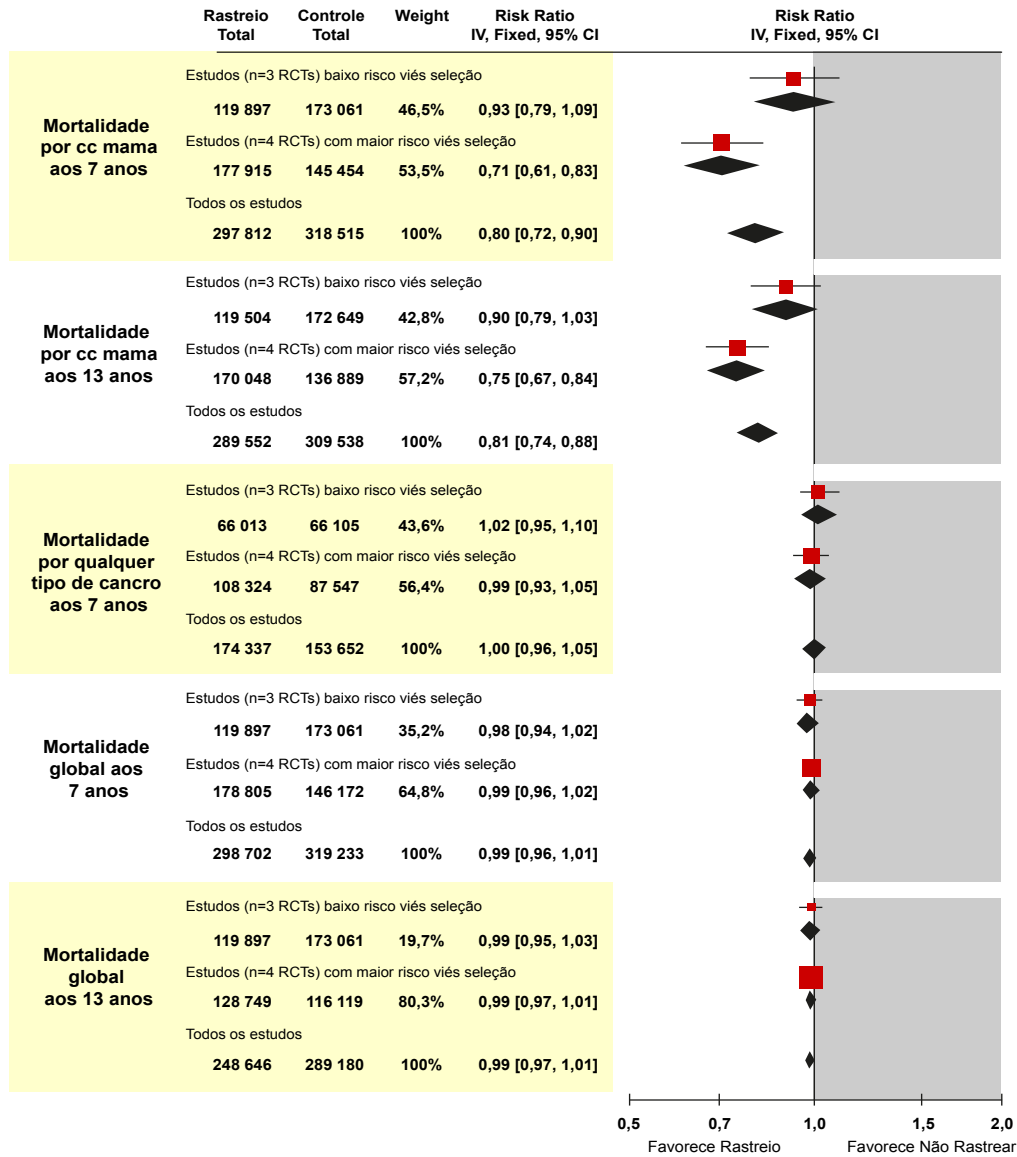 Rastreio Controle Weight Risk Ratio Risk Ratio
Total Total IV, Fixed, 95% CI IV, Fixed, 95% CI
Mortalidade
por cc mama
aos 7 anos
Estudos (n=3 RCTs) baixo risco viés seleção
119 897 173 061 46,5% 0,93 [0,79, 1,09]
Estudos (n=4 RCTs) com maior risco viés seleção
177 915 145 454 53,5% 0,71 [0,61, 0,83]
Todos os estudos
297 812 318 515 100% 0,80 [0,72, 0,90]
Mortalidade
por cc mama
aos 13 anos
Estudos (n=3 RCTs) baixo risco viés seleção
119 504 172 649 42,8% 0,90 [0,79, 1,03]
Estudos (n=4 RCTs) com maior risco viés seleção
170 048 136 889 57,2% 0,75 [0,67, 0,84]
Todos os estudos
289 552 309 538 100% 0,81 [0,74, 0,88]
Mortalidade
por qualquer
tipo de cancro
aos 7 anos
Estudos (n=3 RCTs) baixo risco viés seleção
66 013 66 105 43,6% 1,02 [0,95, 1,10]
Estudos (n=4 RCTs) com maior risco viés seleção
108 324 87 547 56,4% 0,99 [0,93, 1,05]
Todos os estudos
174 337 153 652 100% 1,00 [0,96, 1,05]
Mortalidade
global aos
7 anos
Estudos (n=3 RCTs) baixo risco viés seleção
119 897 173 061 35,2% 0,98 [0,94, 1,02]
Estudos (n=4 RCTs) com maior risco viés seleção
178 805 146 172 64,8% 0,99 [0,96, 1,02]
Todos os estudos
298 702 319 233 100% 0,99 [0,96, 1,01]
Mortalidade
global
aos 13 anos
Estudos (n=3 RCTs) baixo risco viés seleção
119 897 173 061 19,7% 0,99 [0,95, 1,03]
Estudos (n=4 RCTs) com maior risco viés seleção
128 749 116 119 80,3% 0,99 [0,97, 1,01]
Todos os estudos
248 646 289 180 100% 0,99 [0,97, 1,01]
0,5 0,7 1,0 1,5 2,0
Favorece Rastreio Favorece Não Rastrear